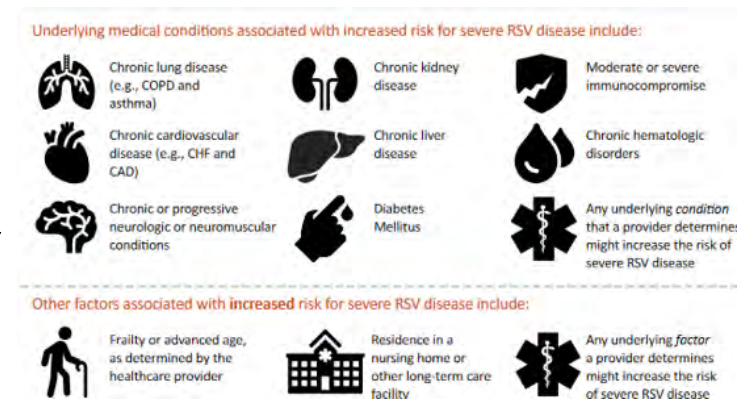 Underlying medical conditions associated with increased risk for severe RSV disease include:
Chronic lung disease
(e.g., COPD and
asthma)
Chronic kidney
disease
Moderate or severe
immunocompromise
Chronic cardiovascular
disease (e.g., CHF and
CAD)
Chronic liver
disease
Chronic hematologic
disorders
Chronic or progressive
neurologic or neuromuscular
conditions
Diabetes
Mellitus
Any underlying condition
that a provider determines
might increase the risk of
severe RSV disease
Other factors associated with increased risk for severe RSV disease include:
Frailty or advanced age,
as determined by the
healthcare provider
Residence in a
nursing home or
other long-term care
facility
Any underlying factor
a provider determines
might increase the risk
of severe RSV disease